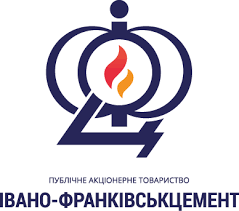 ПУБЛІЧНЕ АКЦІОНЕРНЕ ТОВАРИСТВО
ІВАНО-ФРАНКІВСЬКЦЕМЕНТ